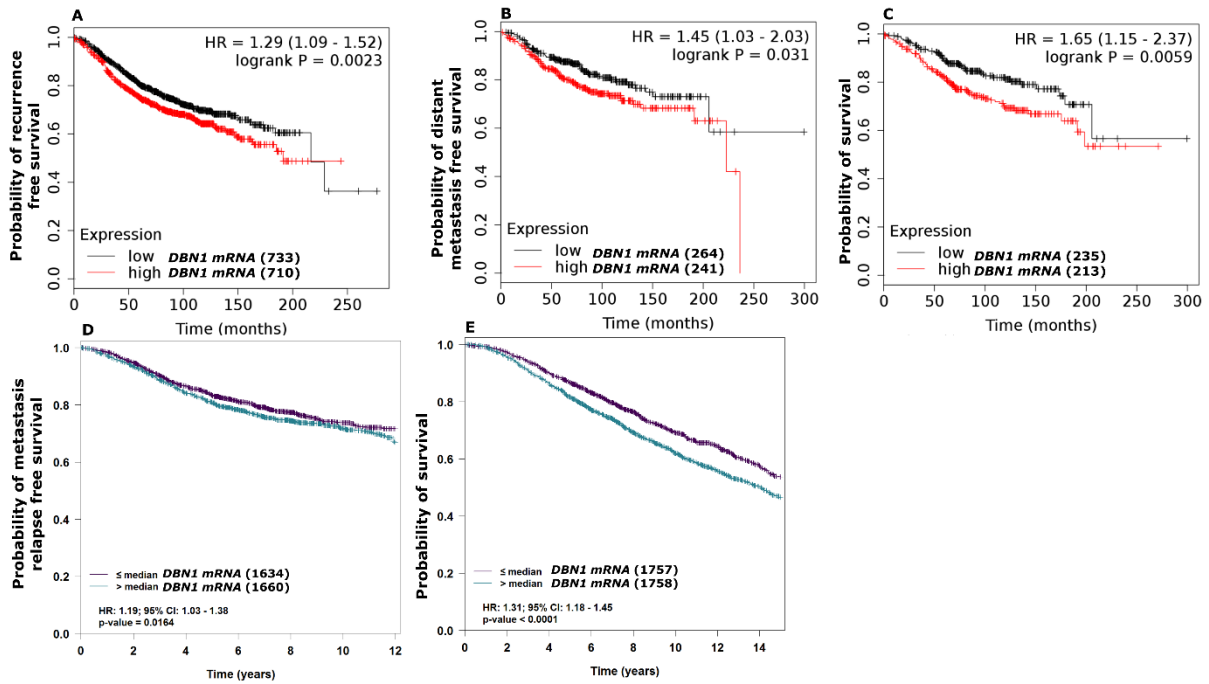 A
HR = 1.29 (1.09 - 1.52)
logrank P = 0.0023
Probability of recurrence
free survival
1.0
0.8
0.6
0.4
0.2
0.0
Expression
low DBN1 mRNA (733)
high DBN1 mRNA (710)
0 50 100 150 200 250
Time (months)
B
HR = 1.45 (1.03 - 2.03)
logrank P = 0.031
Probability of distant
metastasis free survival
1.0
0.8
0.6
0.4
0.2
0.0
Expression
low DBN1 mRNA (264)
high DBN1 mRNA (241)
0 50 100 150 200 250 300
Time (months)
C
HR = 1.65 (1.15 - 2.37)
logrank P = 0.0059
Probability of survival
1.0
0.8
0.6
0.4
0.2
0.0
Expression
low DBN1 mRNA (235)
high DBN1 mRNA (213)
0 50 100 150 200 250 300
Time (months)
D
Probability of metastasis
relapse free survival
1.0
0.8
0.6
0.4
0.2
0.0
≤ median DBN1 mRNA (1634)
> median DBN1 mRNA (1660)
HR: 1.19; 95% CI: 1.03 - 1.38
p-value = 0.0164
0 2 4 6 8 10 12
Time (years)
E
Probability of survival
1.0
0.8
0.6
0.4
0.2
0.0
≤ median DBN1 mRNA (1757)
> median DBN1 mRNA (1758)
HR: 1.31; 95% CI: 1.18 - 1.45
p-value < 0.0001
0 2 4 6 8 10 12 14
Time (years)